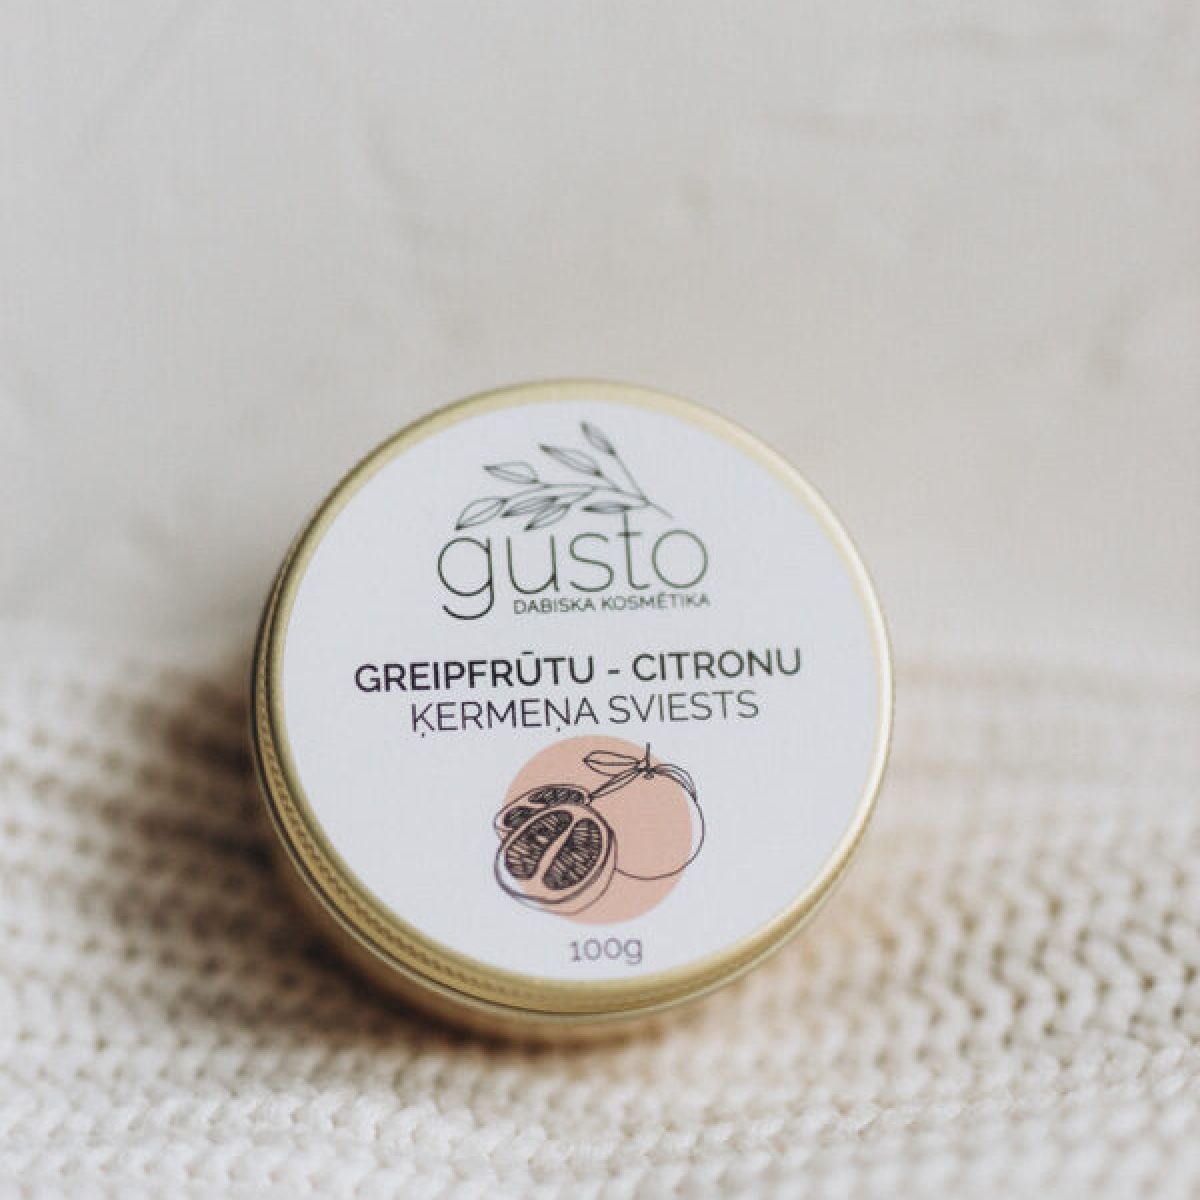 gusto
DABISKA KOSMĒTIKA
GREIPFRŪTU - CITRONU
ĶERMEŅA SVIESTS
100g